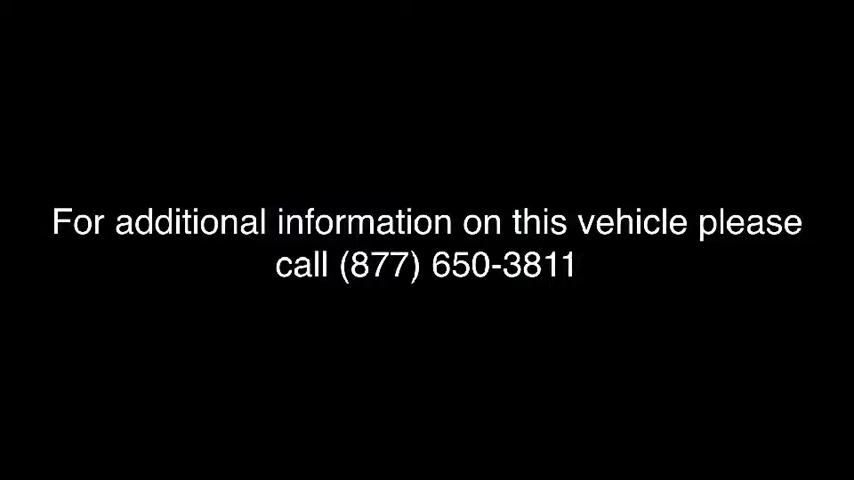 For additional information on this vehicle please
call (877) 650-3811